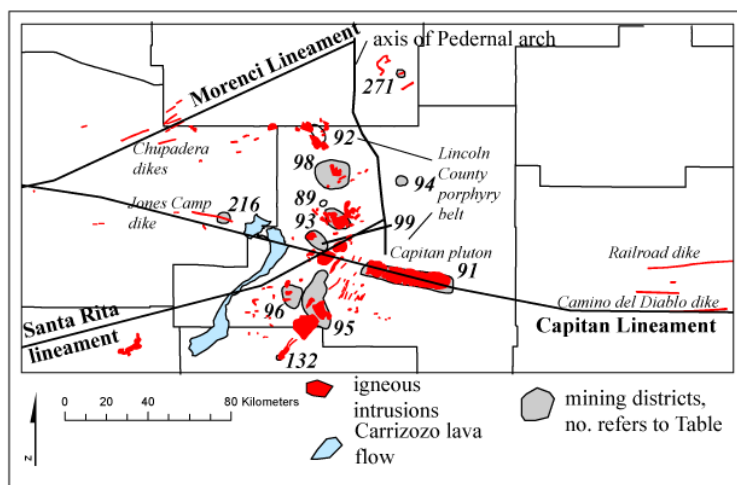 axis of Pedernal arch
Morenci Lineament
271
Chupadera
dikes
92
Lincoln
County
porphyry
belt
98
94
Jones Camp
dike
216
89
93
99
Capitan pluton
91
Railroad dike
Camino del Diablo dike
Santa Rita
lineament
96
95
Capitan Lineament
132
igneous
intrusions
mining districts,
no. refers to Table
0 20 40 80 Kilometers
Carrizozo lava
flow
z